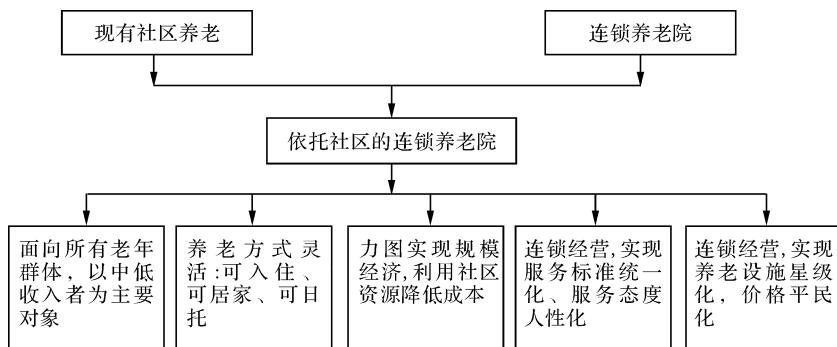 现有社区养老
连锁养老院
依托社区的连锁养老院
面向所有老年
群体，以中低
收入者为主要
对象
养老方式灵
活:可入住、
可居家、可日
托
力图实现规模
经济,利用社区
资源降低成本
连锁经营,实现
服务标准统一
化、服务态度
人性化
连锁经营,实现
养老设施星级
化，价格平民
化